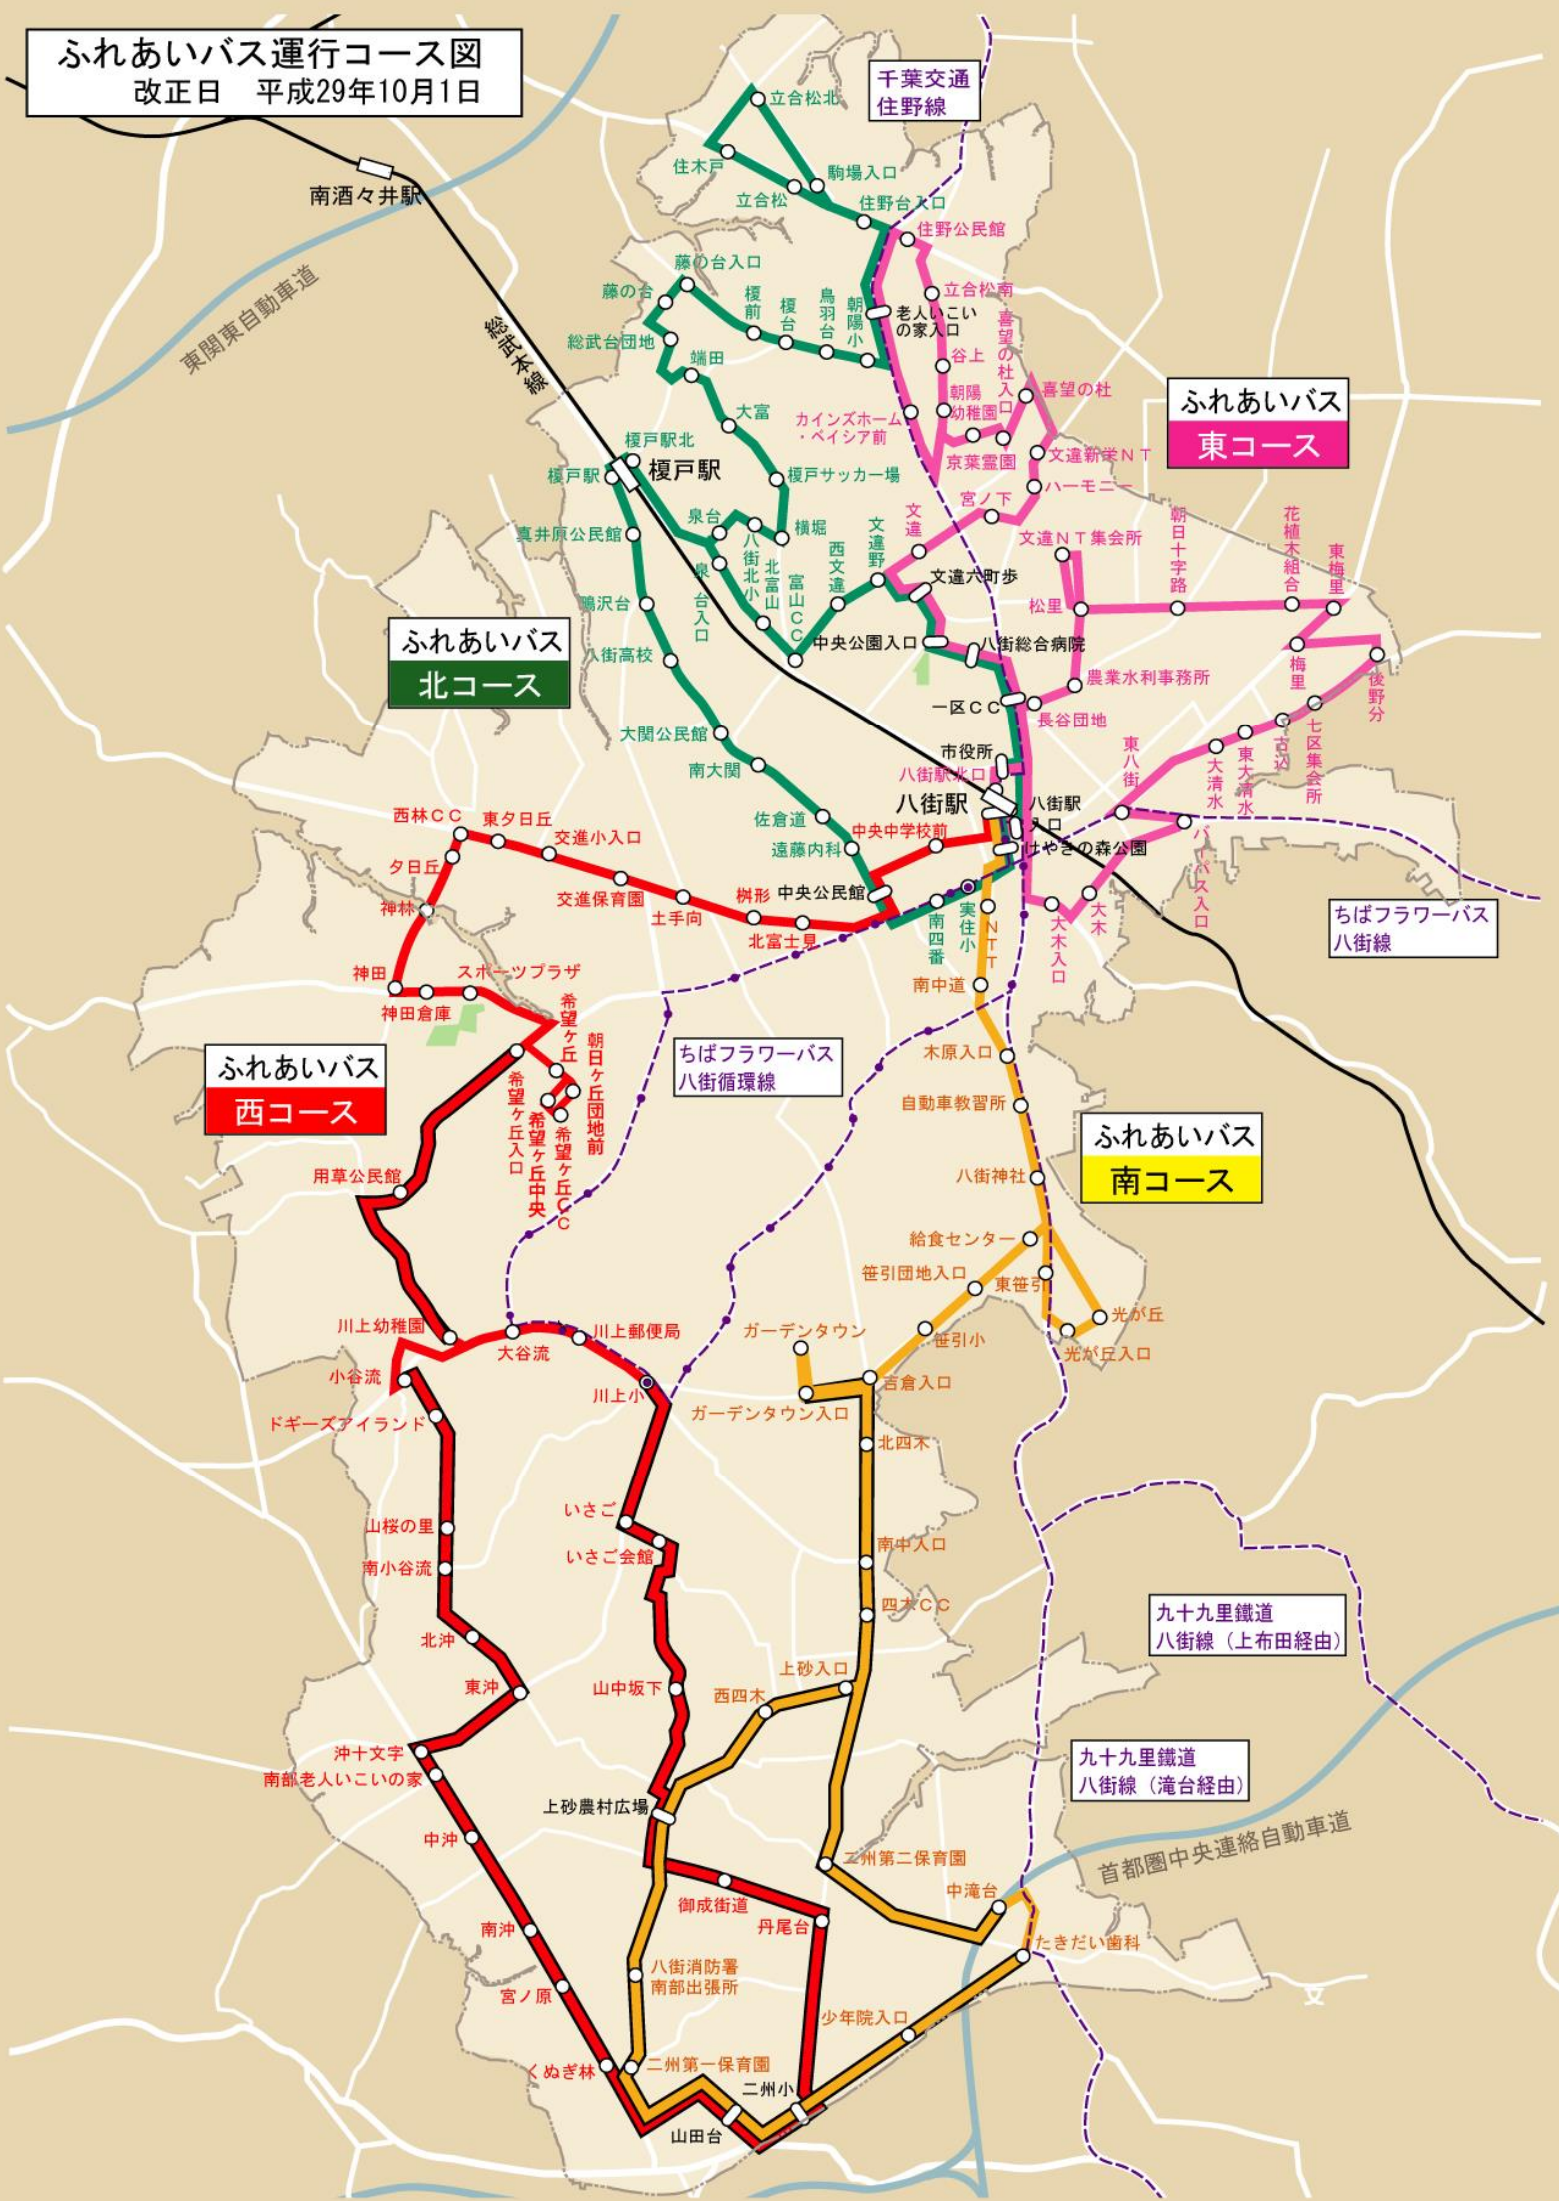 ふれあいバス運行コース図
改正日　平成29年10月1日
千葉交通
住野線
南酒々井駅
東関東自動車道
総武本線
立合松北
住木戸
駒場入口
立合松
住野台入口
住野公民館
藤の台入口
藤の台
榎前
榎台
鳥羽台
朝陽小
立合松南
老人いこい
の家入口
喜望の杜入口
総武台団地
端田
谷上
朝陽
幼稚園
喜望の杜
大富
カインズホーム
・ベイシア前
京葉霊園
文違新栄NT
ふれあいバス
東コース
榎戸駅北
榎戸駅
榎戸駅
榎戸サッカー場
ハーモニー
宮ノ下
真井原公民館
泉台
八街北小
横堀
西文違
文違野
文違
文違NT集会所
朝日十字路
花植木組合
東梅里
泉台入口
北富山
富山CC
文違六町歩
鴨沢台
松里
中央公園入口
八街総合病院
ふれあいバス
北コース
八街高校
農業水利事務所
梅里
後野分
一区CC
長谷団地
大関公民館
南大関
市役所
八街駅北口
八街駅
八街駅
入口
東八街
大清水
東大清水
古込
七区集会所
佐倉道
遠藤内科
中央中学校前
けやきの森公園
バーパス入口
西林CC
東夕日丘
交進小入口
夕日丘
交進保育園
土手向
桝形
北富士見
中央公民館
神林
南四番
実住小
NTT
大木入口
大木
ちばフラワーバス
八街線
神田
神田倉庫
スポーツプラザ
南中道
希望ヶ丘
朝日ヶ丘団地前
希望ヶ丘入口
希望ヶ丘中央
希望ヶ丘CC
ちばフラワーバス
八街循環線
木原入口
ふれあいバス
西コース
自動車教習所
ふれあいバス
南コース
用草公民館
八街神社
給食センター
笹引団地入口
東笹引
川上幼稚園
大谷流
川上郵便局
ガーデンタウン
笹引小
光が丘
光が丘入口
小谷流
川上小
ガーデンタウン入口
吉倉入口
ドギーズアイランド
北四木
いさご
山桜の里
いさご会館
南中入口
南小谷流
四木CC
九十九里鐵道
八街線（上布田経由）
北沖
東沖
山中坂下
西四木
上砂入口
沖十文字
南部老人いこいの家
九十九里鐵道
八街線（滝台経由）
上砂農村広場
中沖
首都圏中央連絡自動車道
二州第二保育園
御成街道
中滝台
丹尾台
南沖
たきだい歯科
八街消防署
南部出張所
宮ノ原
少年院入口
くぬぎ林
二州第一保育園
二州小
山田台